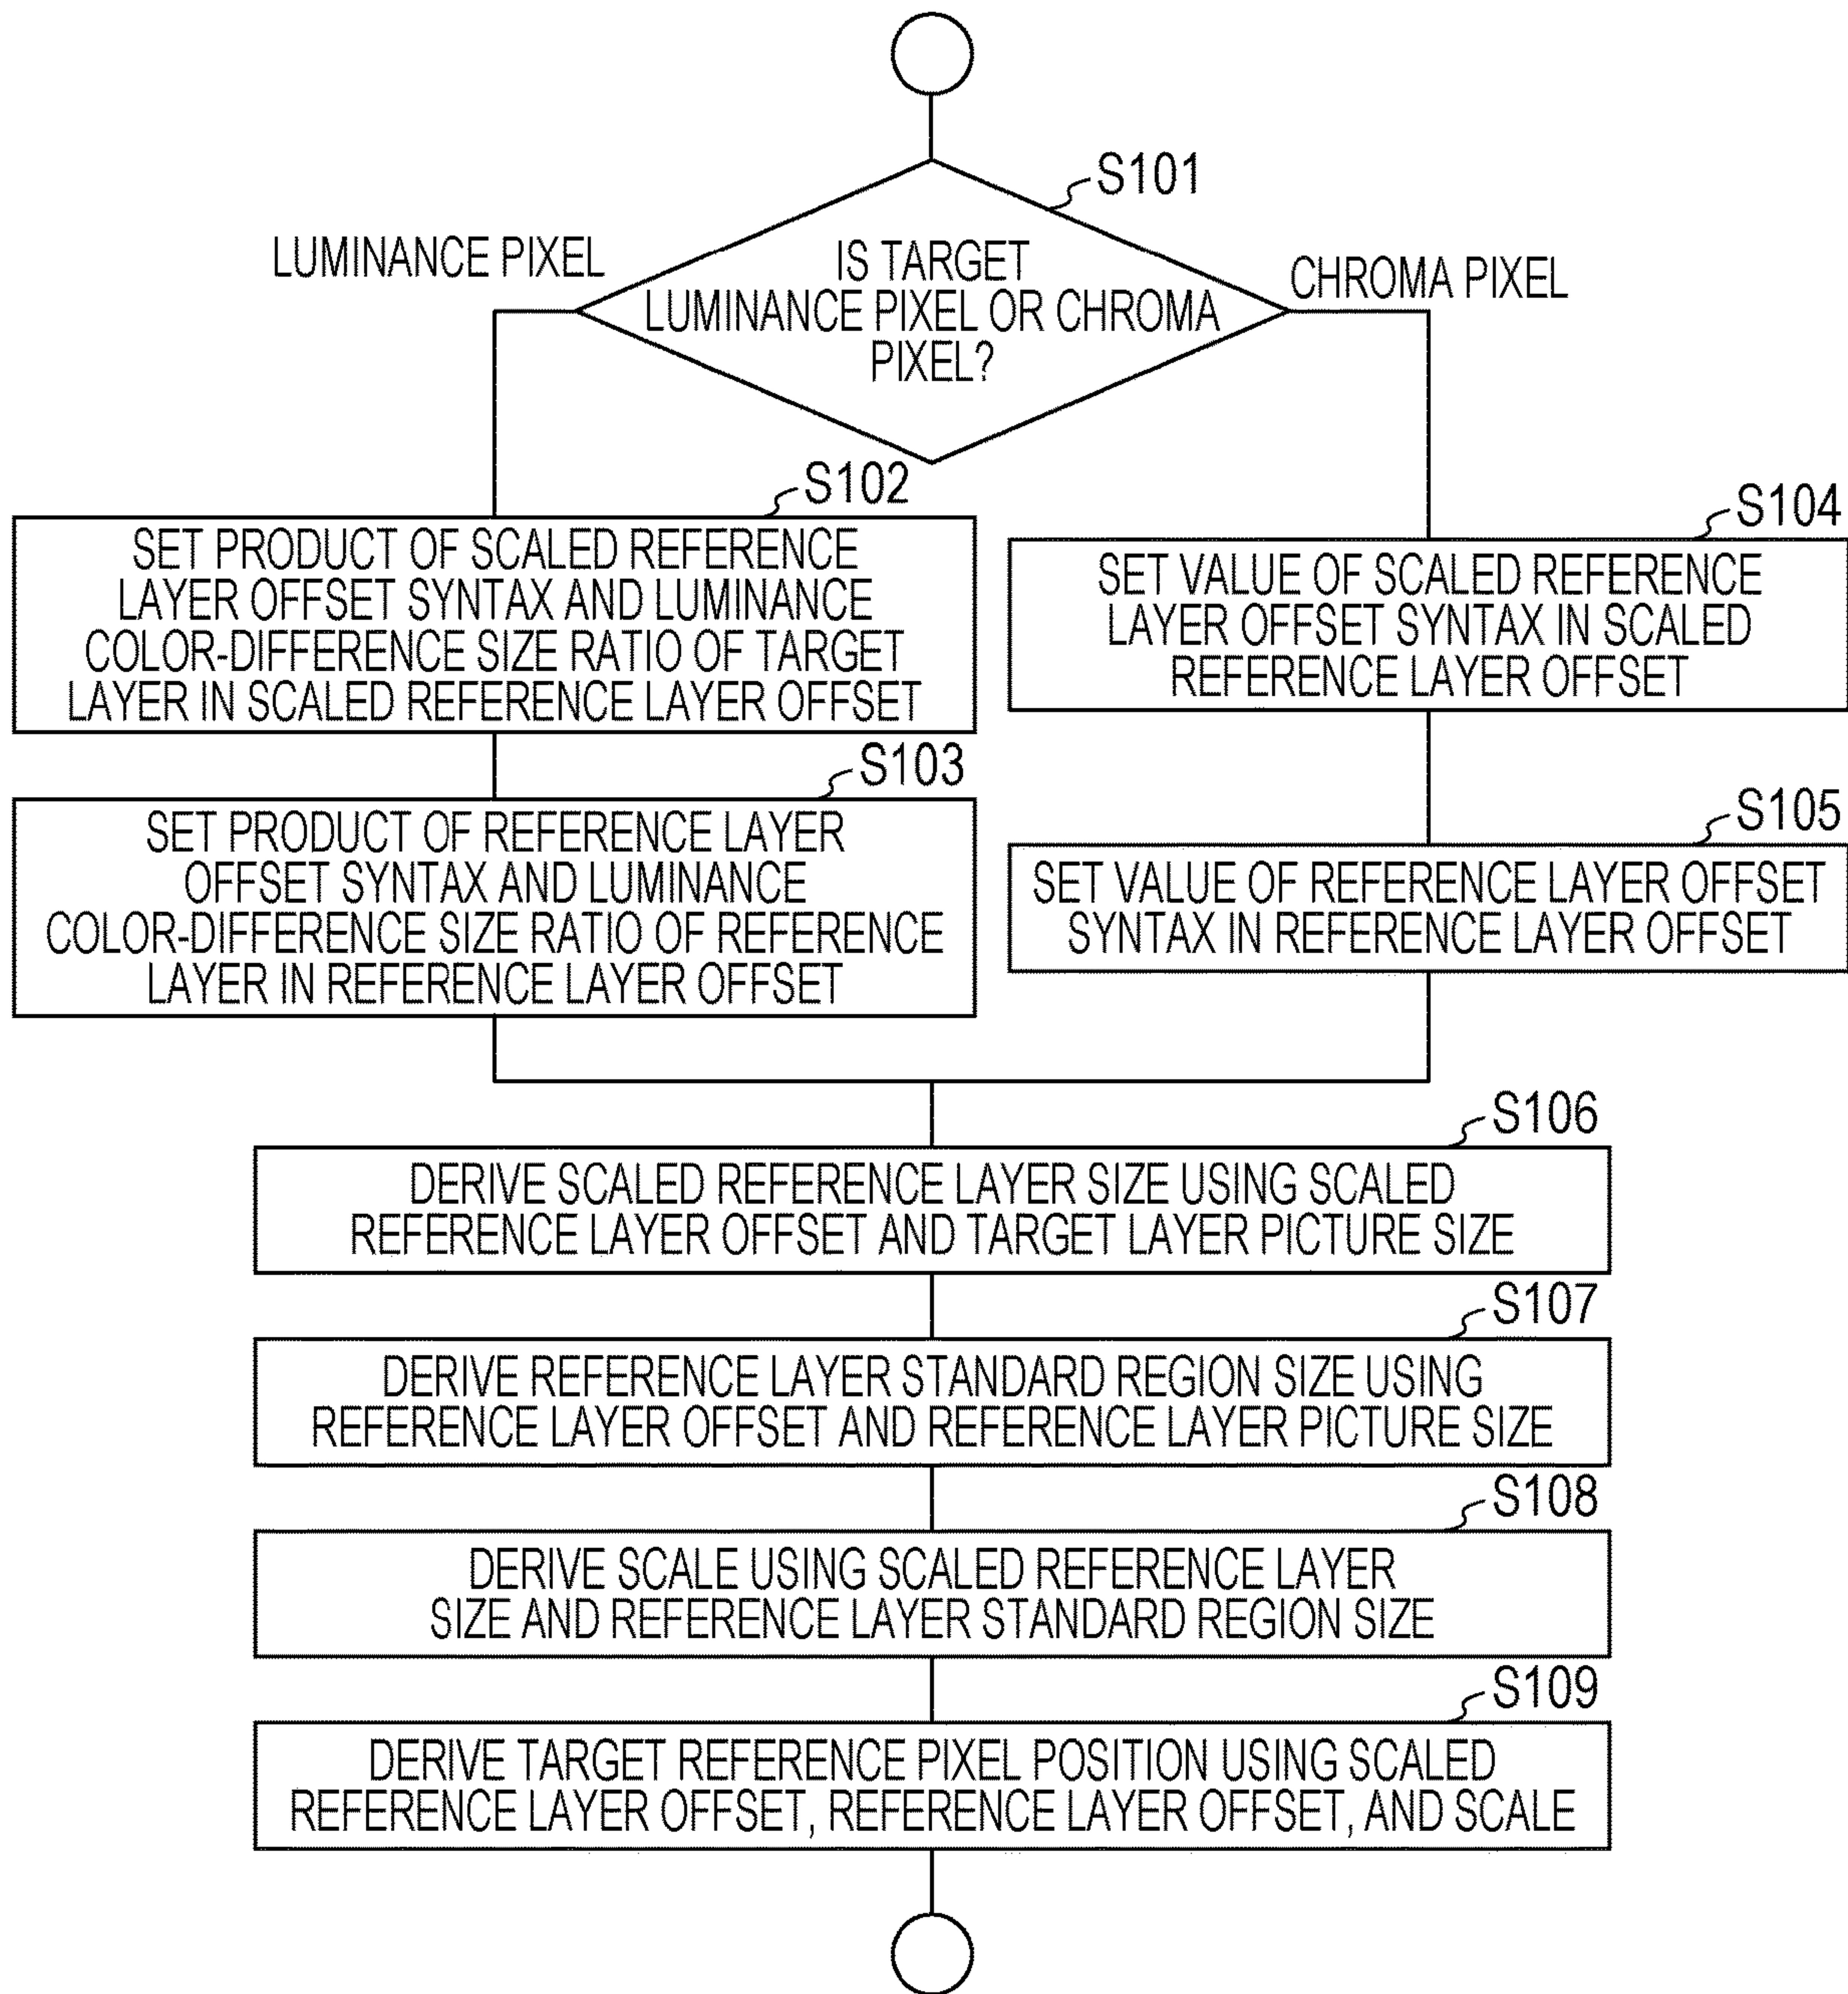 S101
LUMINANCE PIXEL
IS TARGET
LUMINANCE PIXEL OR CHROMA
PIXEL?
CHROMA PIXEL
S102
SET PRODUCT OF SCALED REFERENCE
LAYER OFFSET SYNTAX AND LUMINANCE
COLOR-DIFFERENCE SIZE RATIO OF TARGET
LAYER IN SCALED REFERENCE LAYER OFFSET
S104
SET VALUE OF SCALED REFERENCE
LAYER OFFSET SYNTAX IN SCALED
REFERENCE LAYER OFFSET
S103
SET PRODUCT OF REFERENCE LAYER
OFFSET SYNTAX AND LUMINANCE
COLOR-DIFFERENCE SIZE RATIO OF REFERENCE
LAYER IN REFERENCE LAYER OFFSET
S105
SET VALUE OF REFERENCE LAYER OFFSET
SYNTAX IN REFERENCE LAYER OFFSET
S106
DERIVE SCALED REFERENCE LAYER SIZE USING SCALED
REFERENCE LAYER OFFSET AND TARGET LAYER PICTURE SIZE
S107
DERIVE REFERENCE LAYER STANDARD REGION SIZE USING
REFERENCE LAYER OFFSET AND REFERENCE LAYER PICTURE SIZE
S108
DERIVE SCALE USING SCALED REFERENCE LAYER
SIZE AND REFERENCE LAYER STANDARD REGION SIZE
S109
DERIVE TARGET REFERENCE PIXEL POSITION USING SCALED
REFERENCE LAYER OFFSET, REFERENCE LAYER OFFSET, AND SCALE